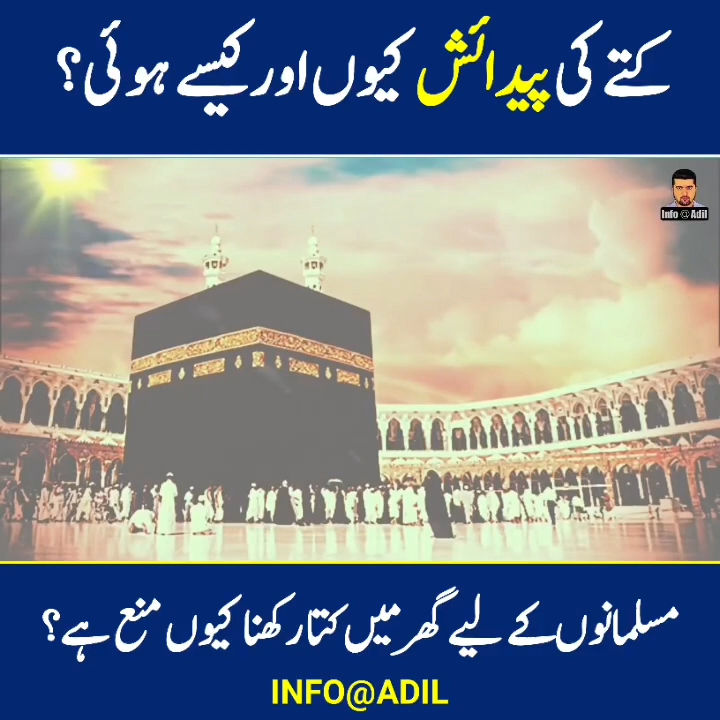 کتے کی پیدائش کیوں اور کیسے ہوئی؟
Info @ Adil
مسلمانوں کے لیے گھر میں کتا رکھنا کیوں منع ہے؟
INFO@ADIL